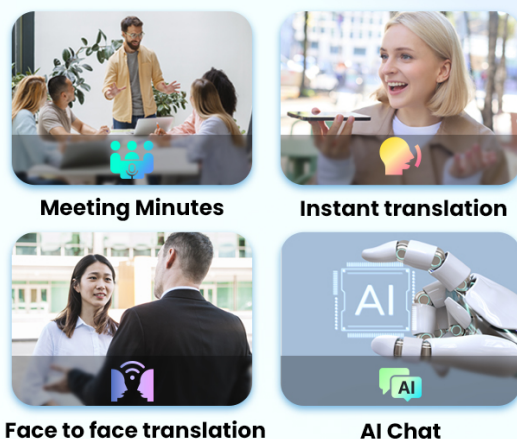 Meeting Minutes
Instant translation
AI
AI
Face to face translation
AI Chat